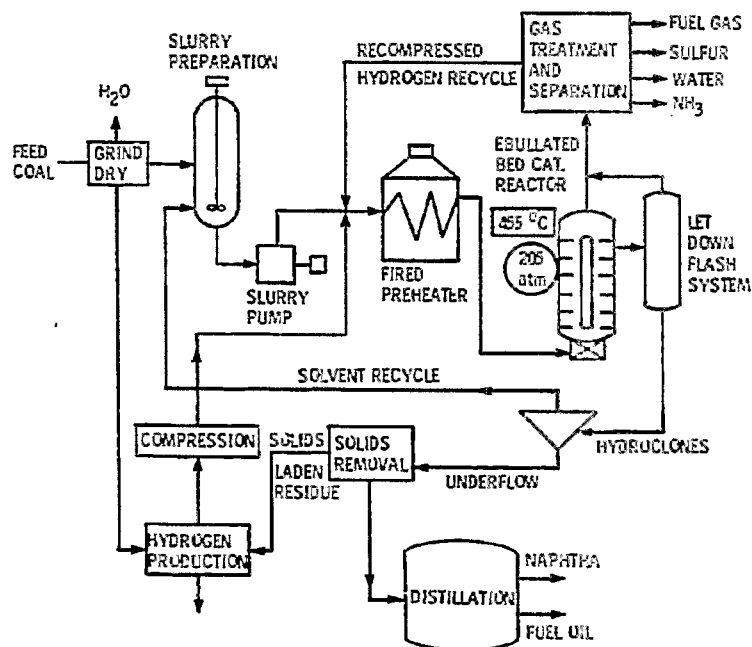 SLURRY
PREPARATION
H₂O
FEED
COAL
GRIND
DRY
SLURRY
PUMP
RECOMPRESSED
HYDROGEN RECYCLE
FIRED
PREHEATER
GAS
TREATMENT
AND
SEPARATION
FUEL GAS
SULFUR
WATER
NH₃
EBULLATED
BED CAT.
REACTOR
455 °C
205
atm
LET
DOWN
FLASH
SYSTEM
SOLVENT RECYCLE
HYDROCLONES
COMPRESSION
SOLIDS
LADEN
RESIDUE
SOLIDS
REMOVAL
UNDERFLOW
HYDROGEN
PRODUCTION
DISTILLATION
NAPHTHA
FUEL OIL